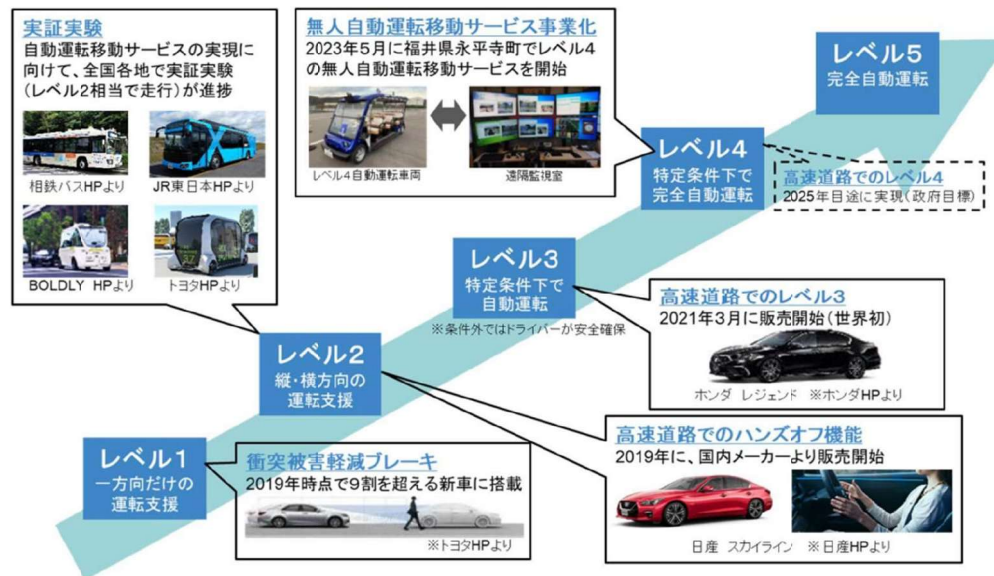 実証実験
自動運転移動サービスの実現に
向けて、全国各地で実証実験
(レベル2相当で走行)が進捗
相鉄バスHPより
JR東日本HPより
BOLDLY HPより
トヨタHPより
無人自動運転移動サービス事業化
2023年5月に福井県永平寺町でレベル4
の無人自動運転移動サービスを開始
レベル4自動運転車両
遠隔監視室
レベル5
完全自動運転
レベル4
特定条件下で
完全自動運転
高速道路でのレベル4
2025年目途に実現(政府目標)
レベル3
特定条件下で
自動運転
※条件外ではドライバーが安全確保
高速道路でのレベル3
2021年3月に販売開始(世界初)
ホンダ レジェンド ※ホンダHPより
レベル2
縦・横方向の
運転支援
高速道路でのハンズオフ機能
2019年に、国内メーカーより販売開始
日産 スカイライン ※日産HPより
レベル1
一方向だけの
運転支援
衝突被害軽減ブレーキ
2019年時点で9割を超える新車に搭載
※トヨタHPより